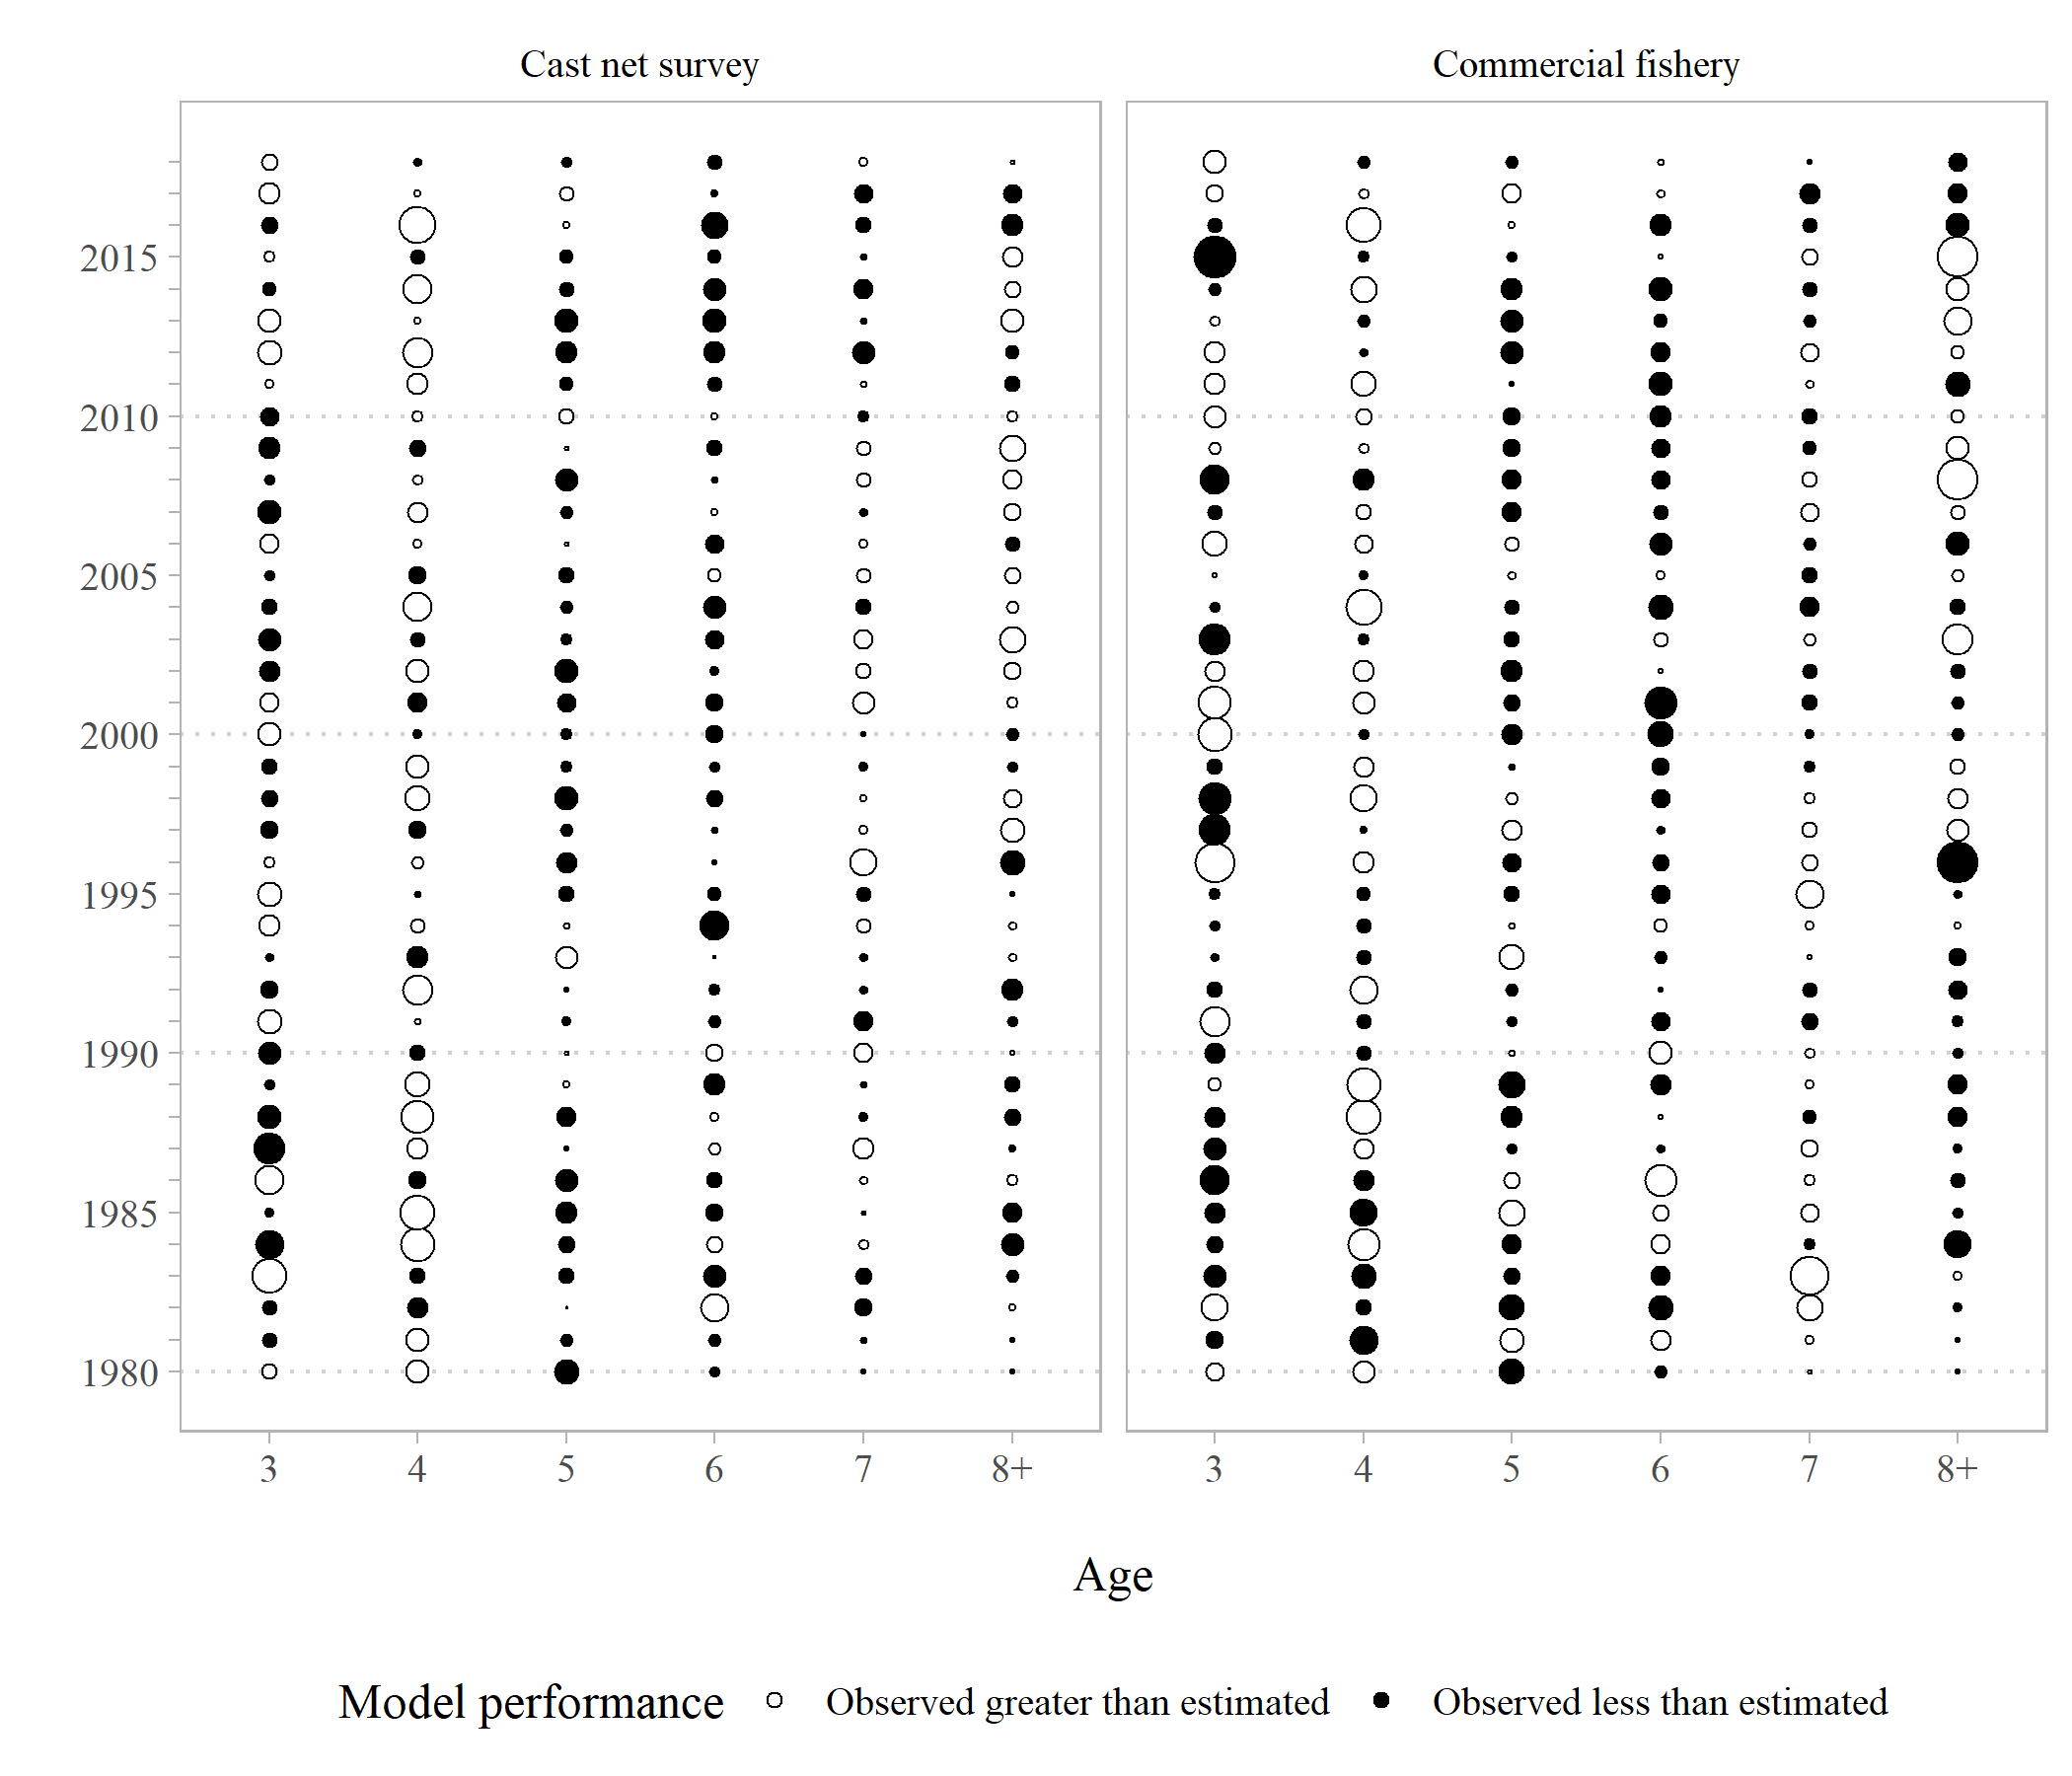 Cast net survey Commercial fishery
2015
2010
2005
2000
1995
1990
1985
1980
3 4 5 6 7 8+ 3 4 5 6 7 8+
Age
Model performance Observed greater than estimated Observed less than estimated